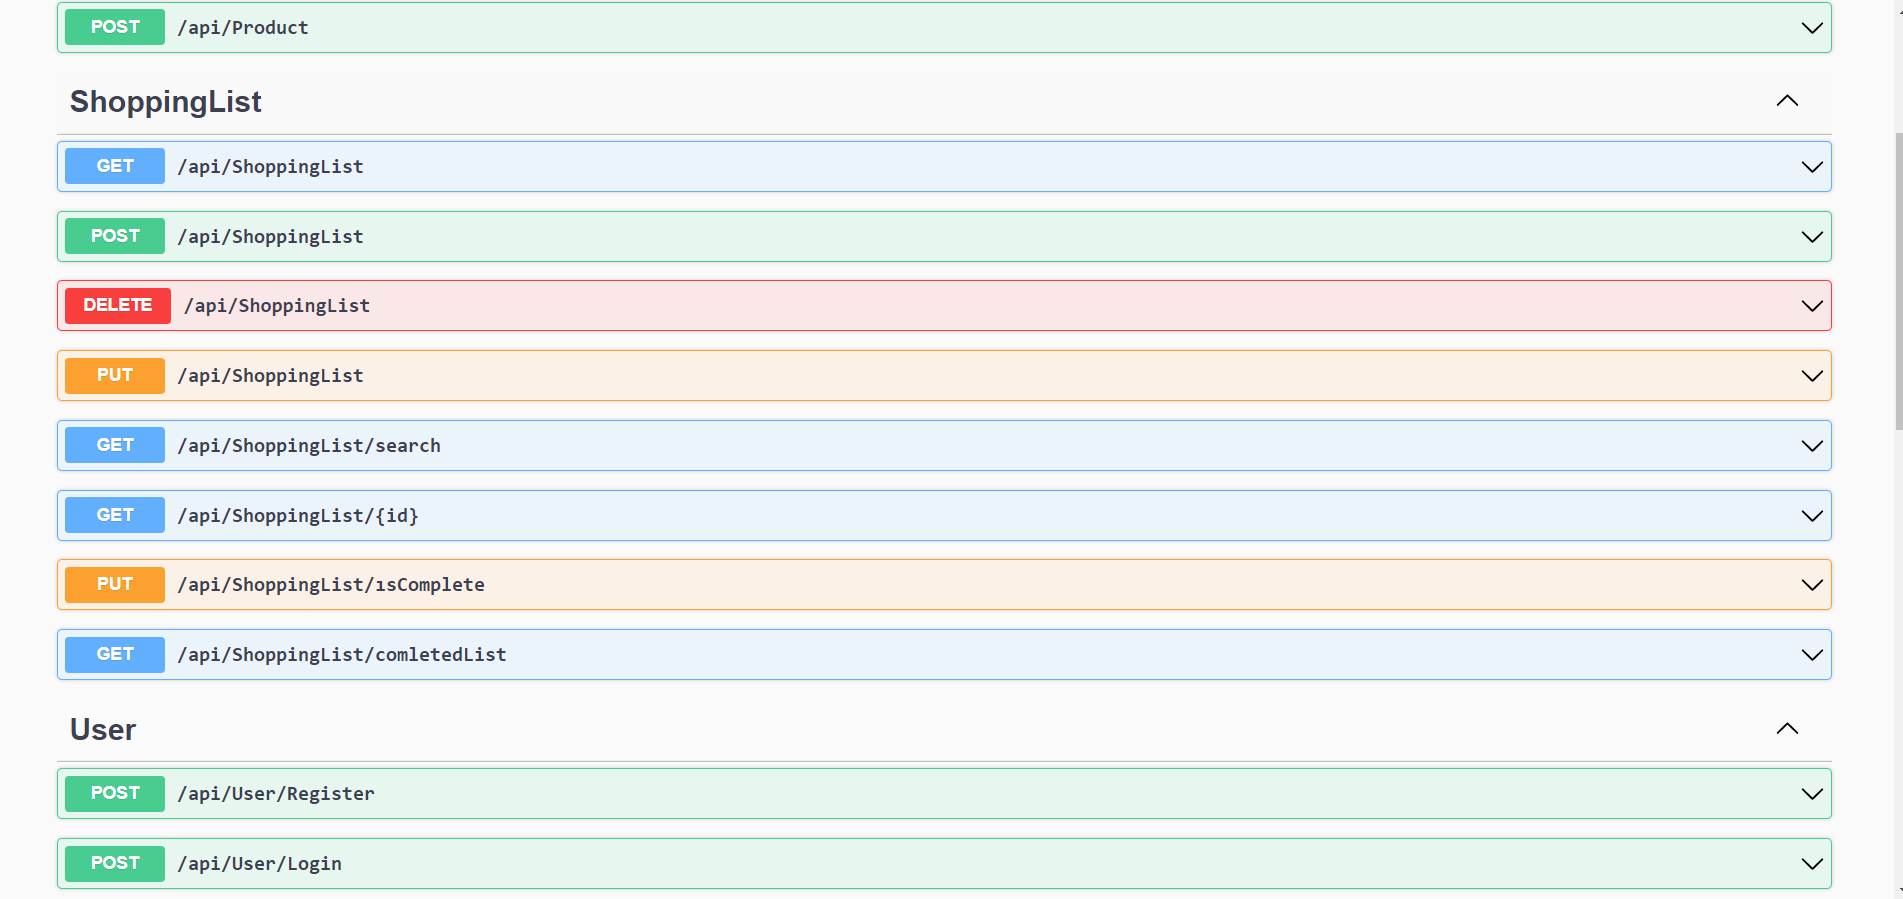 POST /api/Product
ShoppingList
GET /api/ShoppingList
POST /api/ShoppingList
DELETE /api/ShoppingList
PUT /api/ShoppingList
GET /api/ShoppingList/search
GET /api/ShoppingList/{id}
PUT /api/ShoppingList/ısComplete
GET /api/ShoppingList/comletedList
User
POST /api/User/Register
POST /api/User/Login